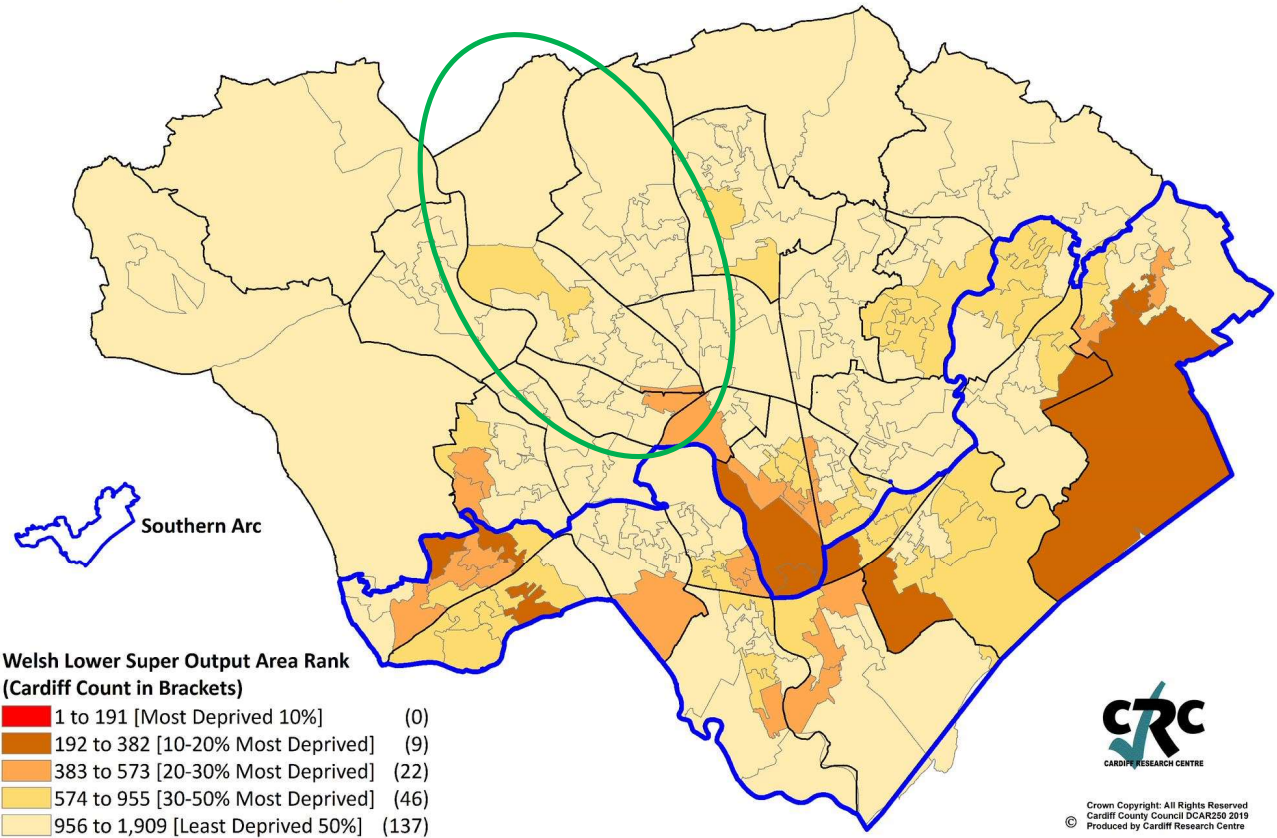 Southern Arc
Welsh Lower Super Output Area Rank
(Cardiff Count in Brackets)
1 to 191 [Most Deprived 10%] (0)
192 to 382 [10-20% Most Deprived] (9)
383 to 573 [20-30% Most Deprived] (22)
574 to 955 [30-50% Most Deprived] (46)
956 to 1,909 [Least Deprived 50%] (137)
CRC
CARDIFF RESEARCH CENTRE
Crown Copyright: All Rights Reserved
Cardiff County Council DCAR250 2019
© Produced by Cardiff Research Centre